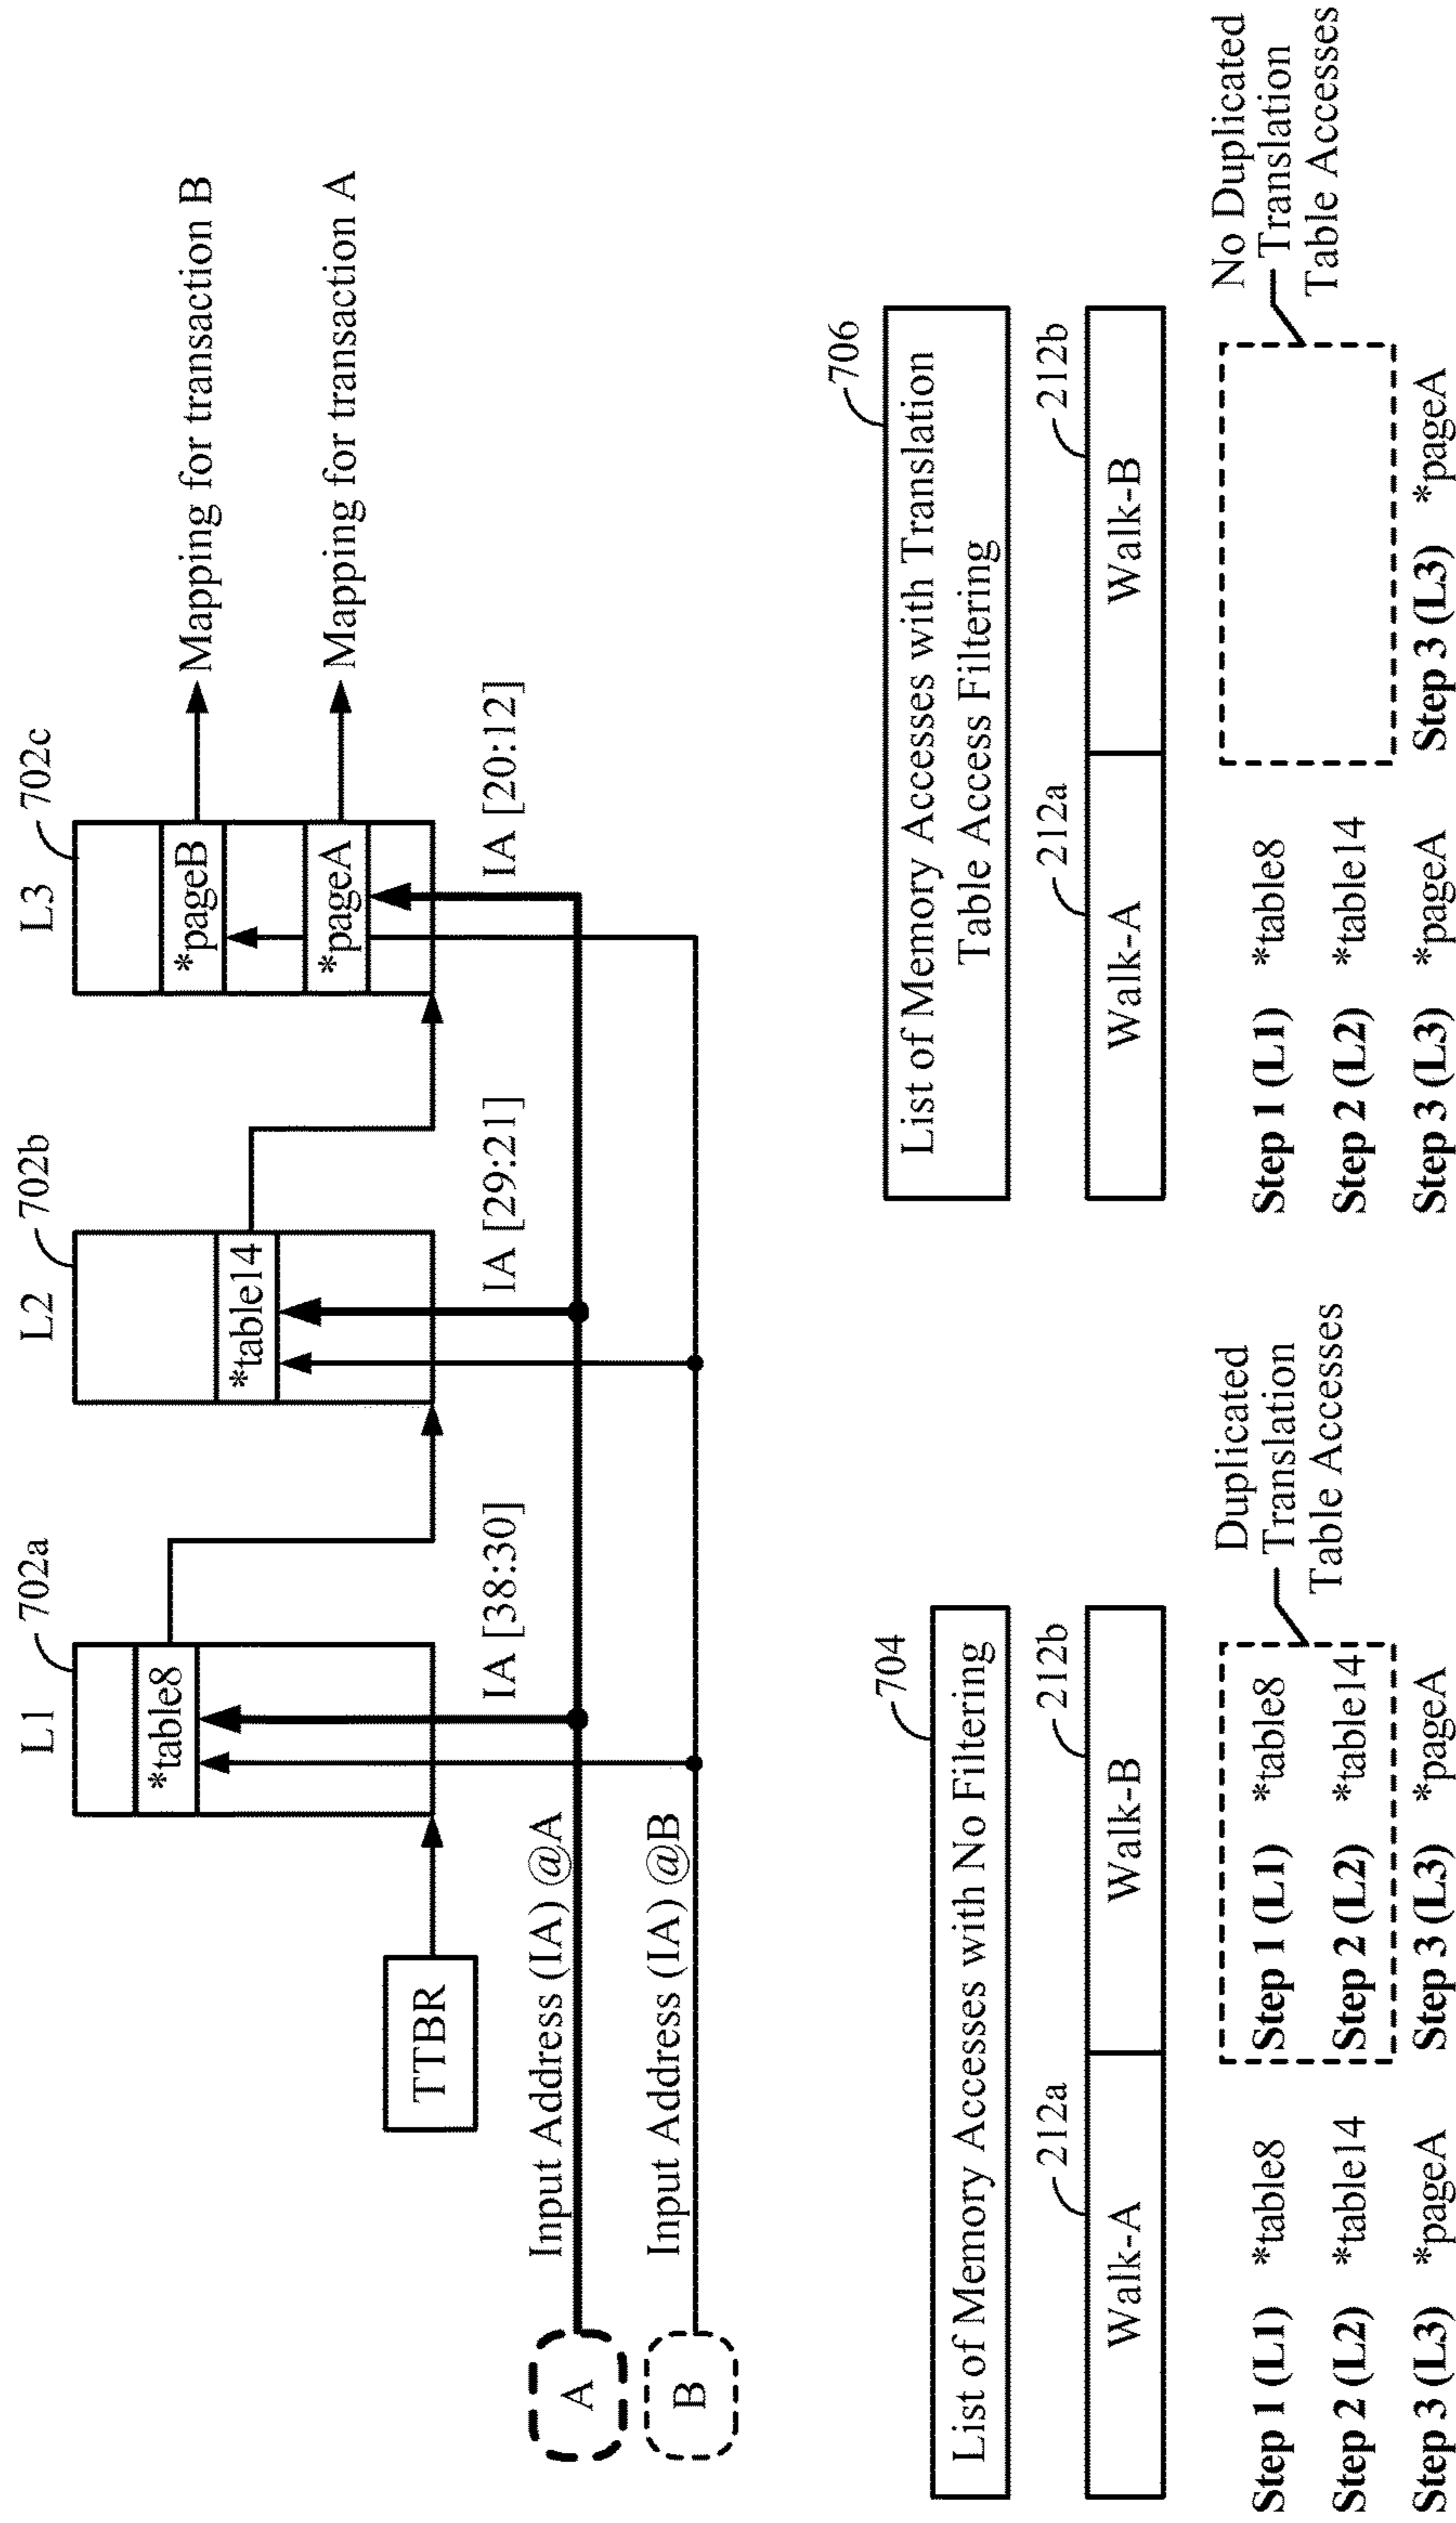 L1
702a
L2
702b
L3
702c
*table8
*table14
*pageB
*pageA
Mapping for transaction B
Mapping for transaction A
TTBR
IA [38:30]
IA [29:21]
IA [20:12]
A
Input Address (IA) @A
B
Input Address (IA) @B
704
List of Memory Accesses with No Filtering
212a
212b
Walk-A
Walk-B
Duplicated
Translation
Table Accesses
Step 1 (L1) *table8
Step 1 (L1) *table8
Step 2 (L2) *table14
Step 2 (L2) *table14
Step 3 (L3) *pageA
Step 3 (L3) *pageA
706
List of Memory Accesses with Translation
Table Access Filtering
212a
212b
Walk-A
Walk-B
No Duplicated
Translation
Table Accesses
Step 1 (L1) *table8
Step 2 (L2) *table14
Step 3 (L3) *pageA
Step 3 (L3) *pageA